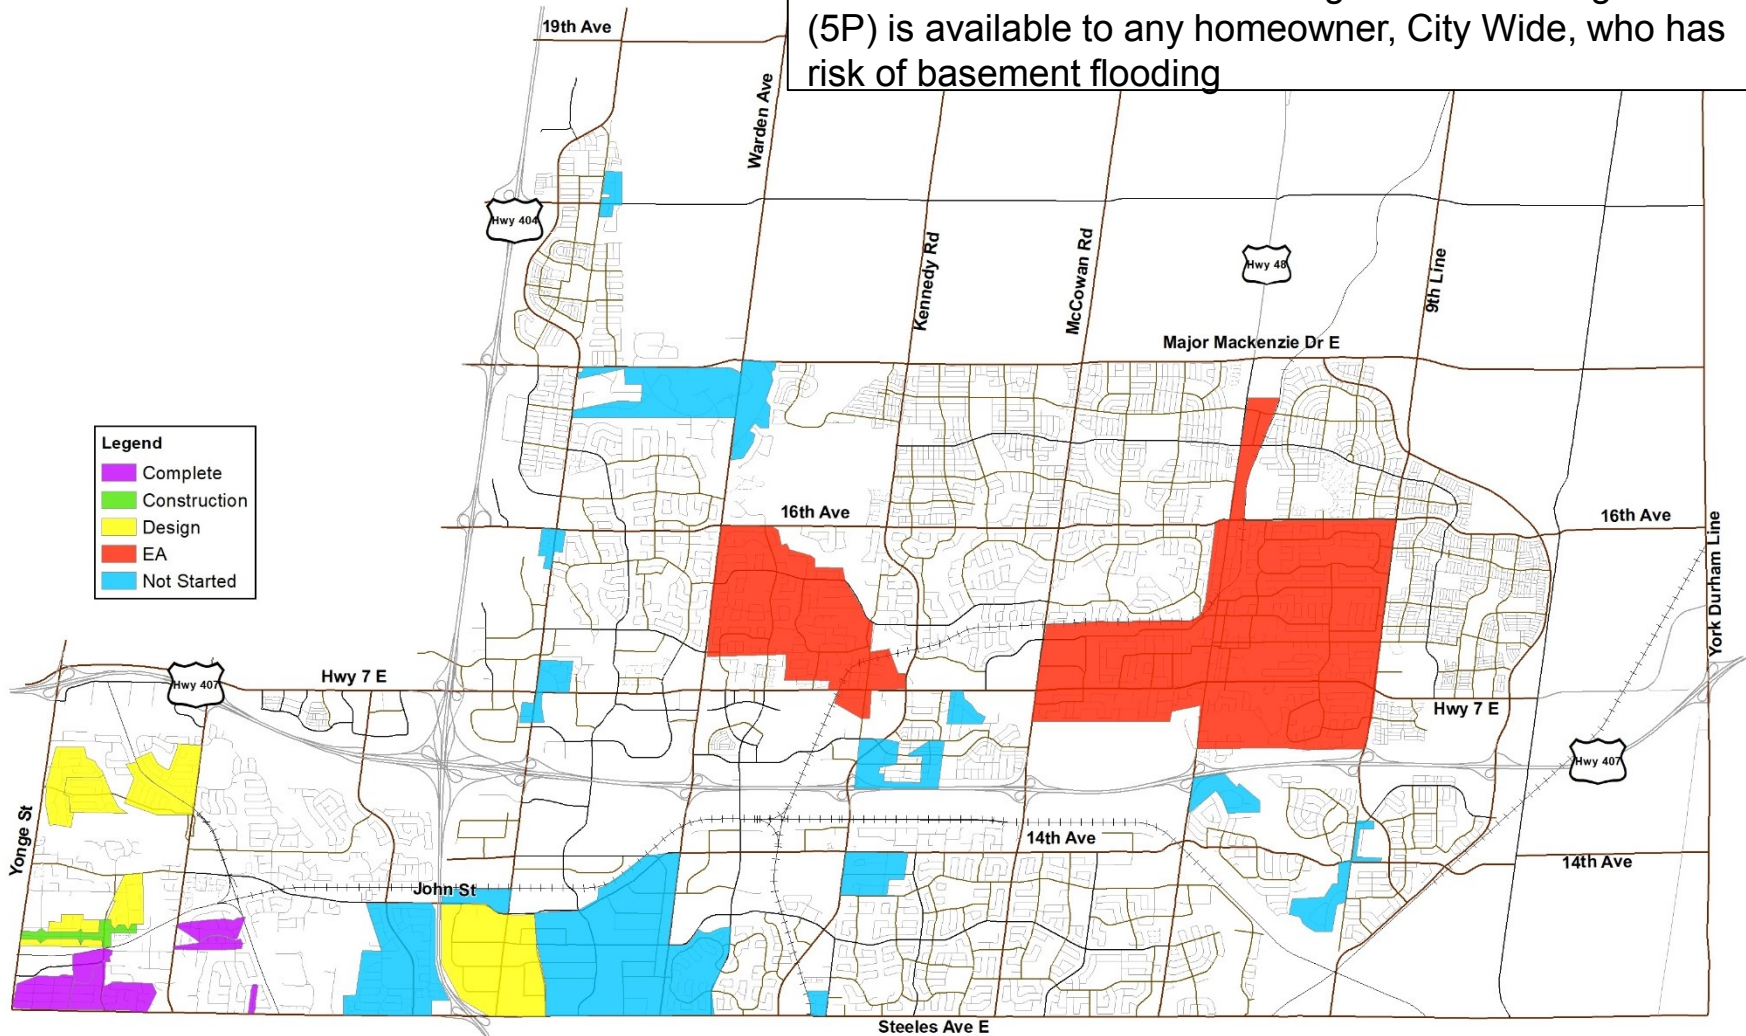 (5P) is available to any homeowner, City Wide, who has
risk of basement flooding
19th Ave
Warden Ave
Hwy 404
Kennedy Rd
McCowan Rd
Hwy 48
9th Line
Major Mackenzie Dr E
Legend
Complete
Construction
Design
EA
Not Started
16th Ave
16th Ave
York Durham Line
Hwy 407
Hwy 7 E
Hwy 7 E
Hwy 407
Yonge St
14th Ave
14th Ave
John St
Steeles Ave E